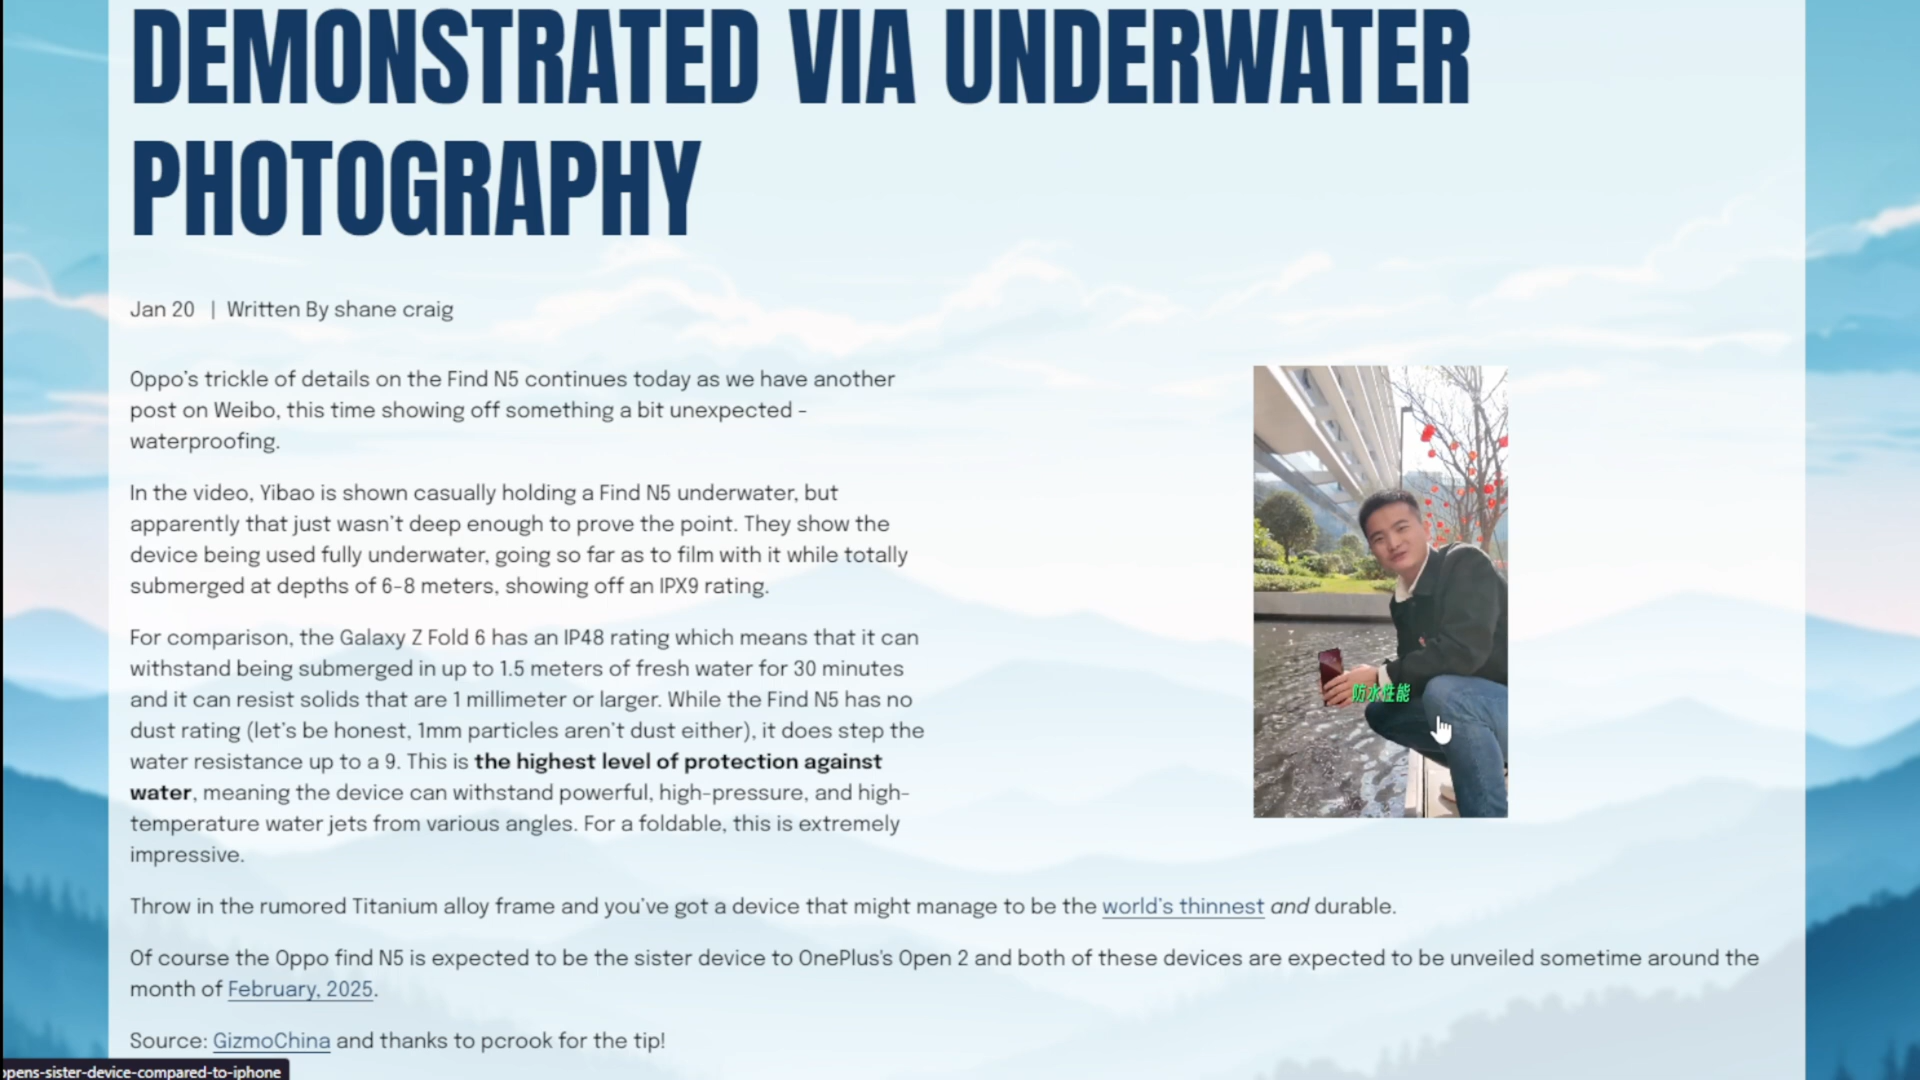 DEMONSTRATED VIA UNDERWATER
PHOTOGRAPHY
Jan 20 | Written By shane craig
Oppo's trickle of details on the Find N5 continues today as we have another
post on Weibo, this time showing off something a bit unexpected -
waterproofing.
In the video, Yibao is shown casually holding a Find N5 underwater, but
apparently that just wasn't deep enough to prove the point. They show the
device being used fully underwater, going so far as to film with it while totally
submerged at depths of 6-8 meters, showing off an IPX9 rating.
For comparison, the Galaxy Z Fold 6 has an IP48 rating which means that it can
withstand being submerged in up to 1.5 meters of fresh water for 30 minutes
and it can resist solids that are 1 millimeter or larger. While the Find N5 has no
dust rating (let's be honest, 1mm particles aren't dust either), it does step the
water resistance up to a 9. This is the highest level of protection against
water, meaning the device can withstand powerful, high-pressure, and high-
temperature water jets from various angles. For a foldable, this is extremely
impressive.
防水性能
Throw in the rumored Titanium alloy frame and you've got a device that might manage to be the world's thinnest and durable.
Of course the Oppo find N5 is expected to be the sister device to OnePlus's Open 2 and both of these devices are expected to be unveiled sometime around the
month of February, 2025.
Source: GizmoChina and thanks to pcrook for the tip!
opens-sister-device-compared-to-iphone